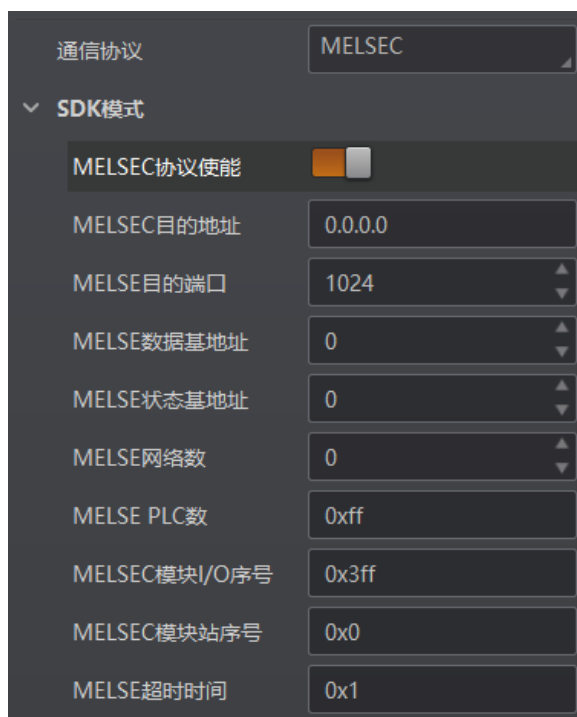 通信协议 MELSEC
SDK模式
MELSEC协议使能
MELSEC目的地址 0.0.0.0
MELSE目的端口 1024
MELSE数据基地址 0
MELSE状态基地址 0
MELSE网络数 0
MELSE PLC数 0xff
MELSEC模块I/O序号 0x3ff
MELSEC模块站序号 0x0
MELSE超时时间 0x1